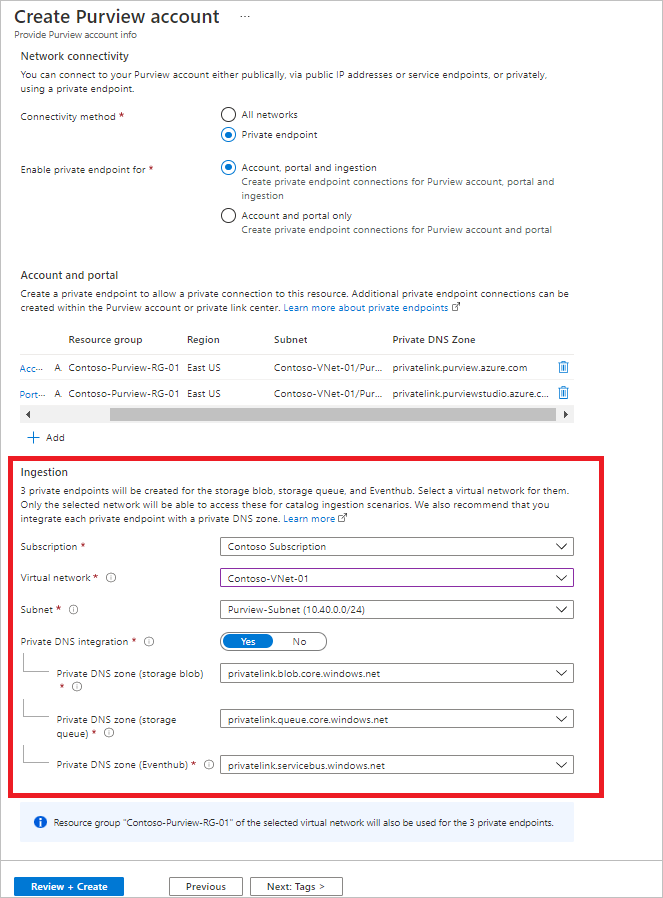 Create Purview account ...
Provide Purview account info
Network connectivity
You can connect to your Purview account either publically, via public IP addresses or service endpoints, or privately,
using a private endpoint.
Connectivity method *
All networks
Private endpoint
Enable private endpoint for *
Account, portal and ingestion
Create private endpoint connections for Purview account, portal and
ingestion
Account and portal only
Create private endpoint connections for Purview account and portal
Account and portal
Create a private endpoint to allow a private connection to this resource. Additional private endpoint connections can be
created within the Purview account or private link center. Learn more about private endpoints
Resource group Region Subnet Private DNS Zone
Acc... A. Contoso-Purview-RG-01 East US Contoso-VNet-01/Pur... privatelink.purview.azure.com
Port... A. Contoso-Purview-RG-01 East US Contoso-VNet-01/Pur... privatelink.purviewstudio.azure.c...
+ Add
Ingestion
3 private endpoints will be created for the storage blob, storage queue, and Eventhub. Select a virtual network for them.
Only the selected network will be able to access these for catalog ingestion scenarios. We also recommend that you
integrate each private endpoint with a private DNS zone. Learn more
Subscription * Contoso Subscription
Virtual network * Contoso-VNet-01
Subnet * Purview-Subnet (10.40.0.0/24)
Private DNS integration * Yes No
Private DNS zone (storage blob) privatelink.blob.core.windows.net
*
Private DNS zone (storage privatelink.queue.core.windows.net
queue) *
Private DNS zone (Eventhub) * privatelink.servicebus.windows.net
Resource group "Contoso-Purview-RG-01" of the selected virtual network will also be used for the 3 private endpoints.
Review + Create Previous Next: Tags >